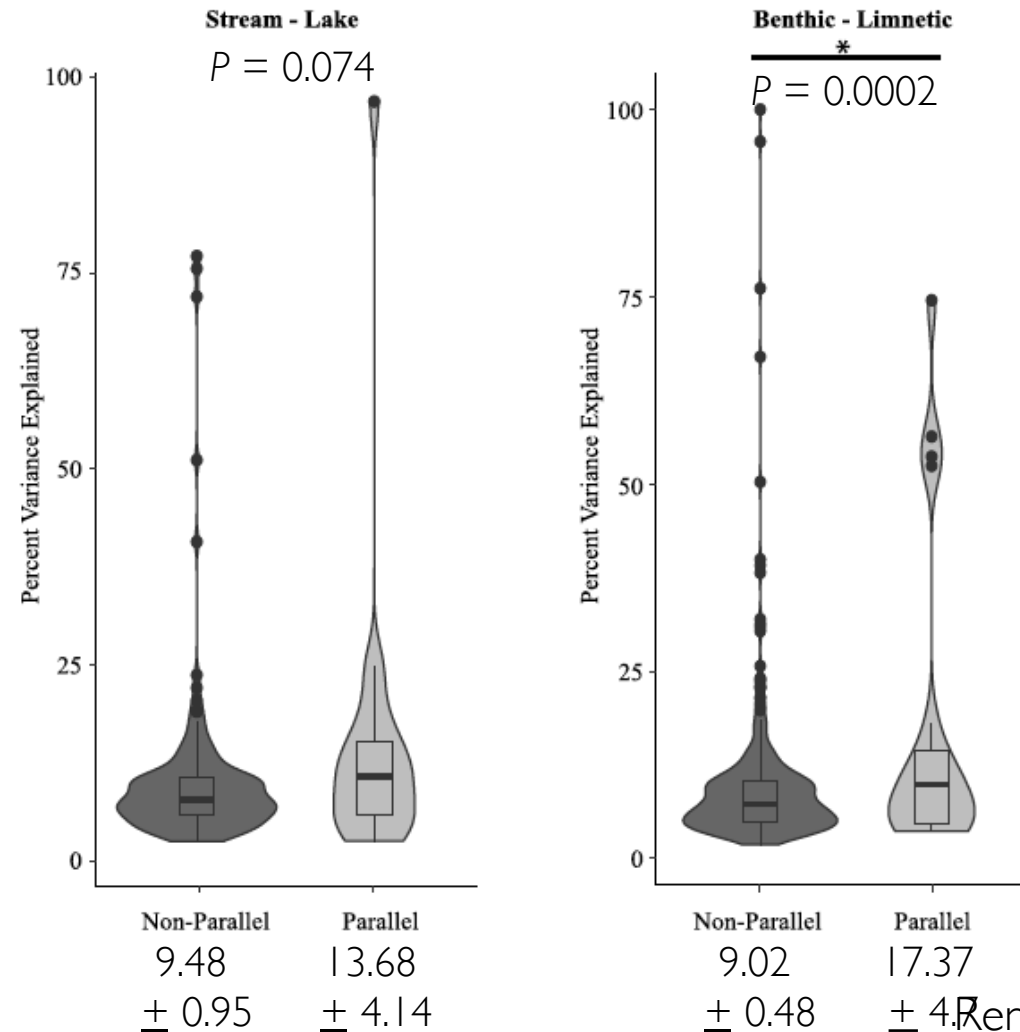 Stream - Lake
P = 0.074
100
75
50
25
0
Percent Variance Explained
Non-Parallel Parallel
9.48 13.68
+ 0.95 + 4.14
Benthic - Limnetic
*
P = 0.0002
100
75
50
25
0
Percent Variance Explained
Non-Parallel Parallel
9.02 17.37
+ 0.48 +